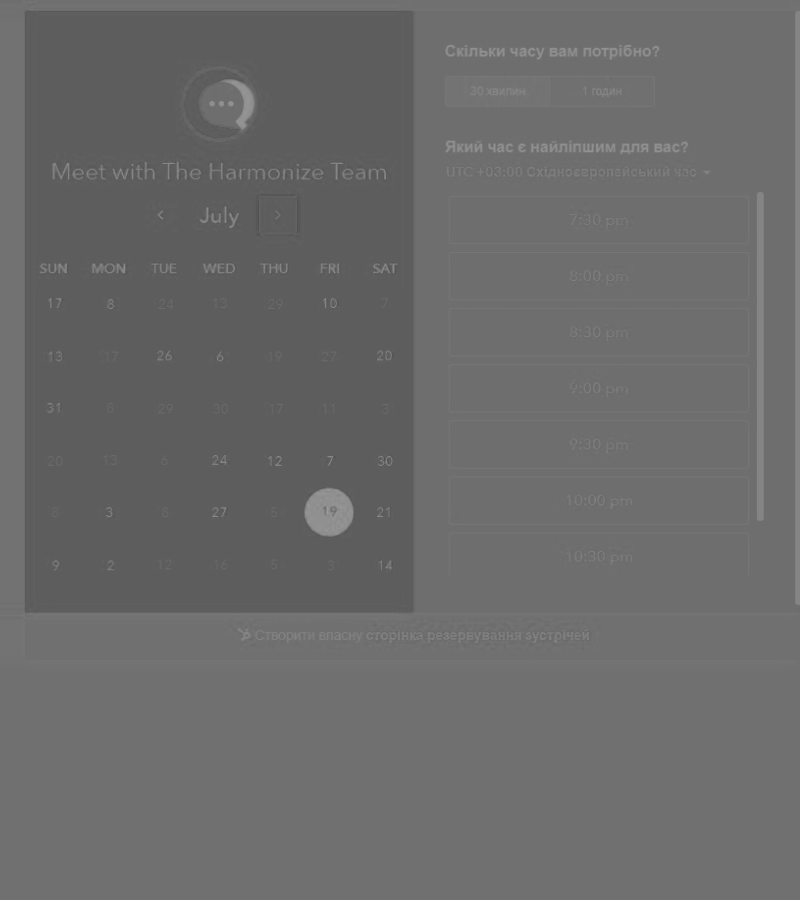 Meet with The Harmonize Team
July
SUN MON TUE WED THU FRI SAT
17 8 24 13 29 10 7
13 17 26 6 19 27 20
31 8 29 30 17 11 3
20 13 6 24 12 7 30
8 3 8 27 5 19 21
9 2 12 16 5 3 14
Скільки часу вам потрібно?
30 хвилин 1 годин
Який час є найліпшим для вас?
UTC +03:00 Східноєвропейський час
7:30 pm
8:00 pm
8:30 pm
9:00 pm
9:30 pm
10:00 pm
10:30 pm
Створити власну сторінка резервування зустрічей